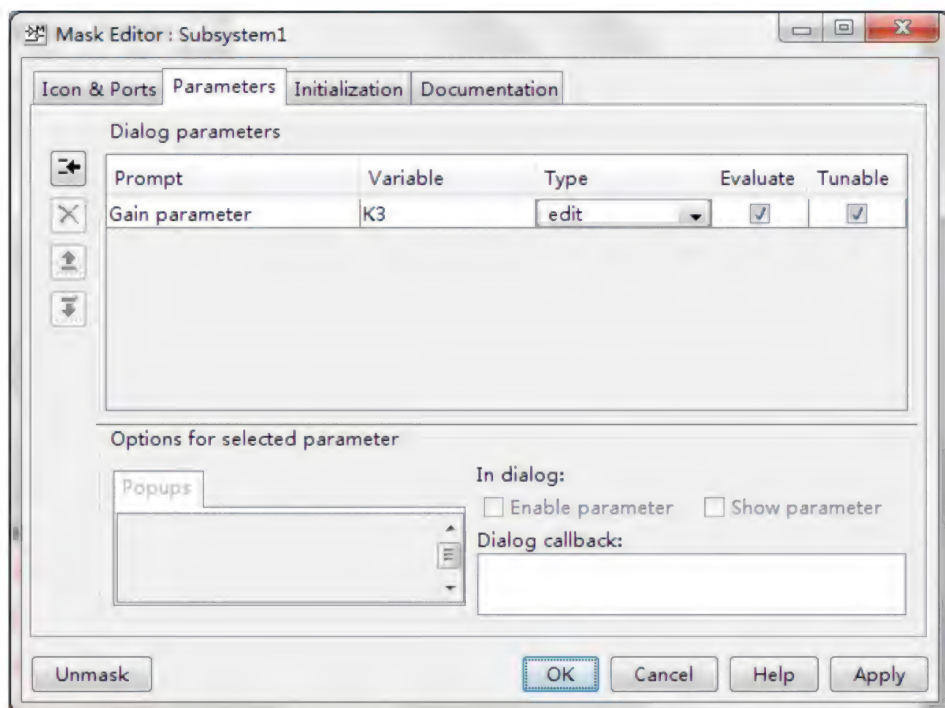 Mask Editor : Subsystem1
Icon & Ports Parameters Initialization Documentation
Dialog parameters
Prompt Variable Type Evaluate Tunable
Gain parameter K3 edit
Options for selected parameter
Popups
In dialog:
Enable parameter Show parameter
Dialog callback:
Unmask OK Cancel Help Apply